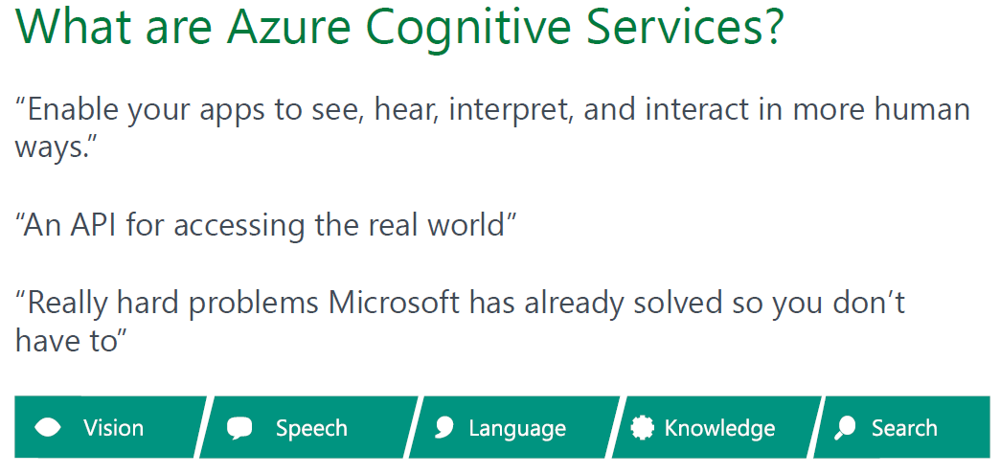 What are Azure Cognitive Services?
“Enable your apps to see, hear, interpret, and interact in more human
ways.”
“An API for accessing the real world”
“Really hard problems Microsoft has already solved so you don’t
have to”
Vision Speech Language Knowledge Search